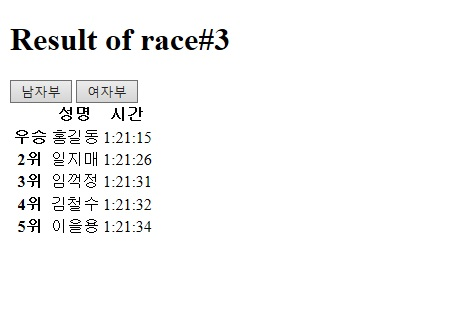 Result of race#3
남자부 여자부
성명 시간
우승 홍길동 1:21:15
2위 일지매 1:21:26
3위 임꺽정 1:21:31
4위 김철수 1:21:32
5위 이을용 1:21:34